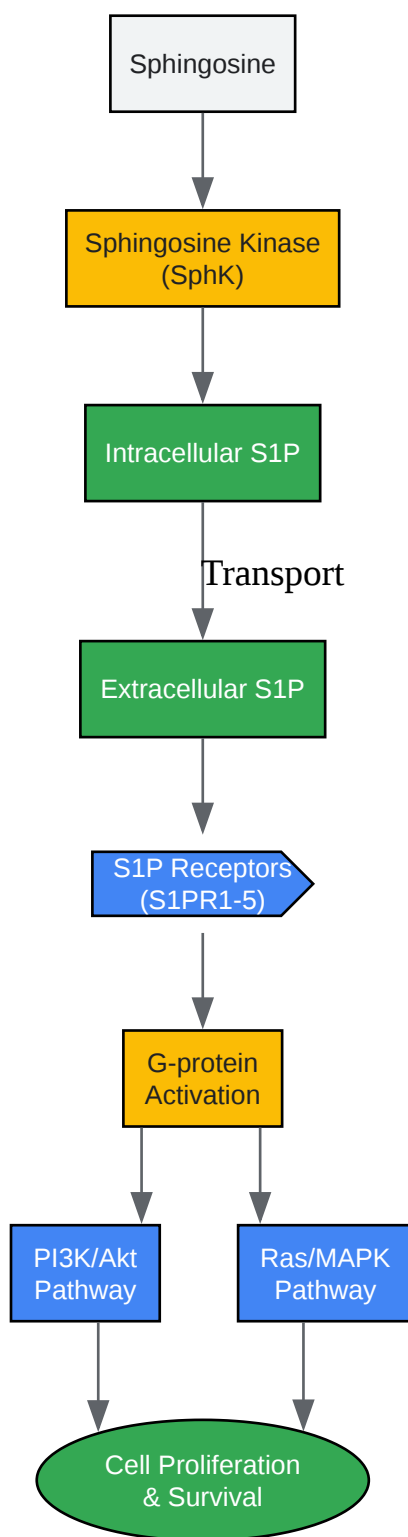 Sphingosine
Sphingosine Kinase
(SphK)
Intracellular S1P
Transport
Extracellular S1P
S1P Receptors
(S1PR1-5)
G-protein
Activation
PI3K/Akt
Pathway
Ras/MAPK
Pathway
Cell Proliferation
& Survival